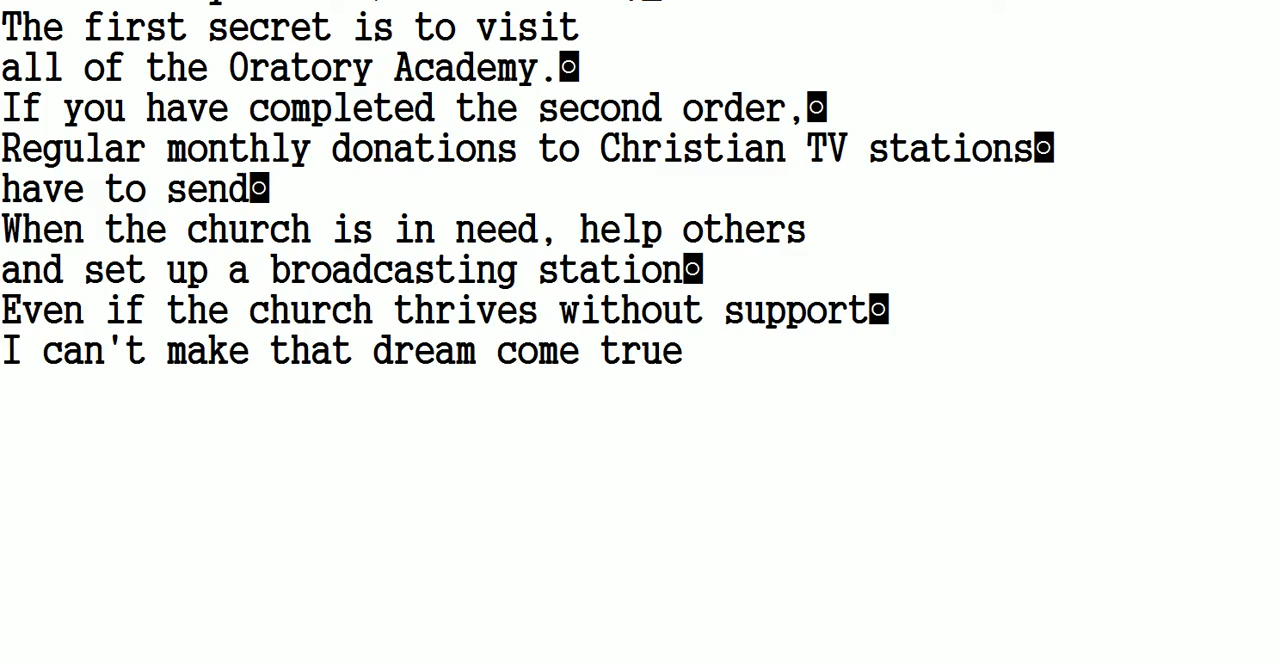 The first secret is to visit
all of the Oratory Academy.◙
If you have completed the second order,◙
Regular monthly donations to Christian TV stations◙
have to send◙
When the church is in need, help others
and set up a broadcasting station◙
Even if the church thrives without support◙
I can't make that dream come true